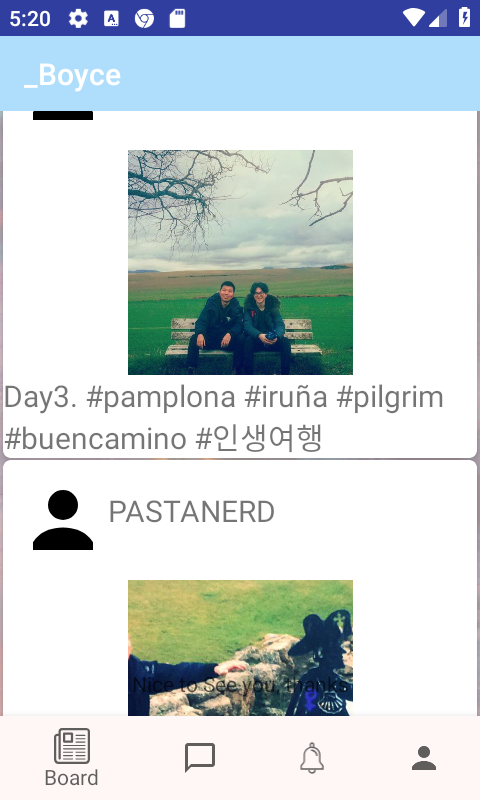 5:20
_Boyce
Day3. #pamplona #iruña #pilgrim
#buencamino #인생여행
PASTANERD
Nice to See you, thanks
Board